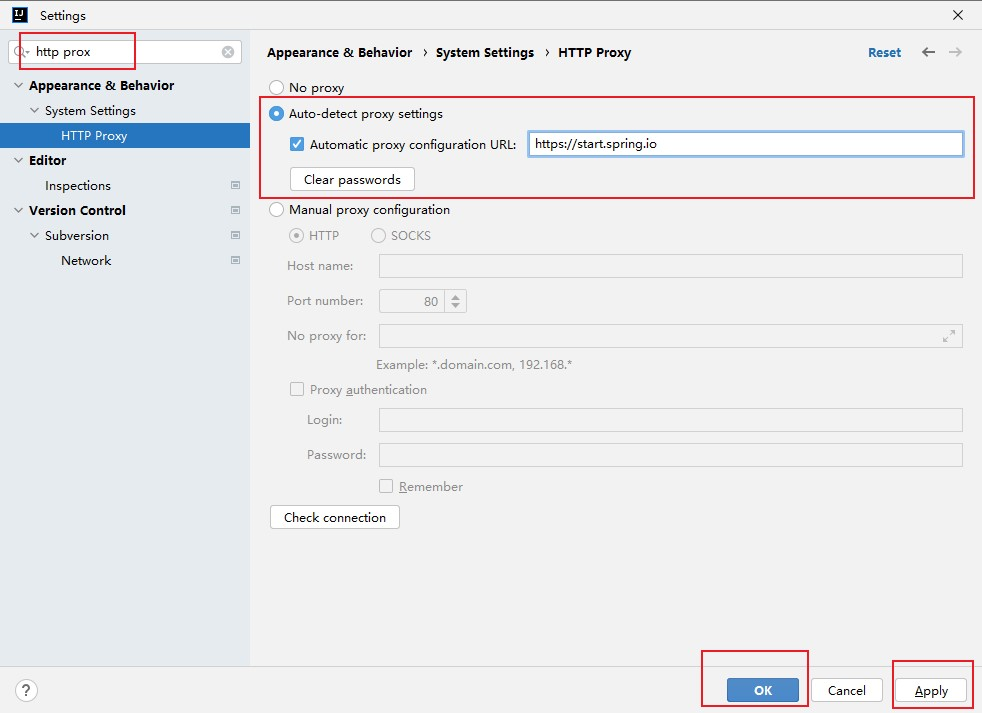 IJ Settings
http prox
Appearance & Behavior
System Settings
HTTP Proxy
Editor
Inspections
Version Control
Subversion
Network
Appearance & Behavior › System Settings › HTTP Proxy Reset
No proxy
Auto-detect proxy settings
Automatic proxy configuration URL: https://start.spring.io
Clear passwords
Manual proxy configuration
HTTP SOCKS
Host name:
Port number: 80
No proxy for:
Example: *.domain.com, 192.168.*
Proxy authentication
Login:
Password:
Remember
Check connection
? OK Cancel Apply